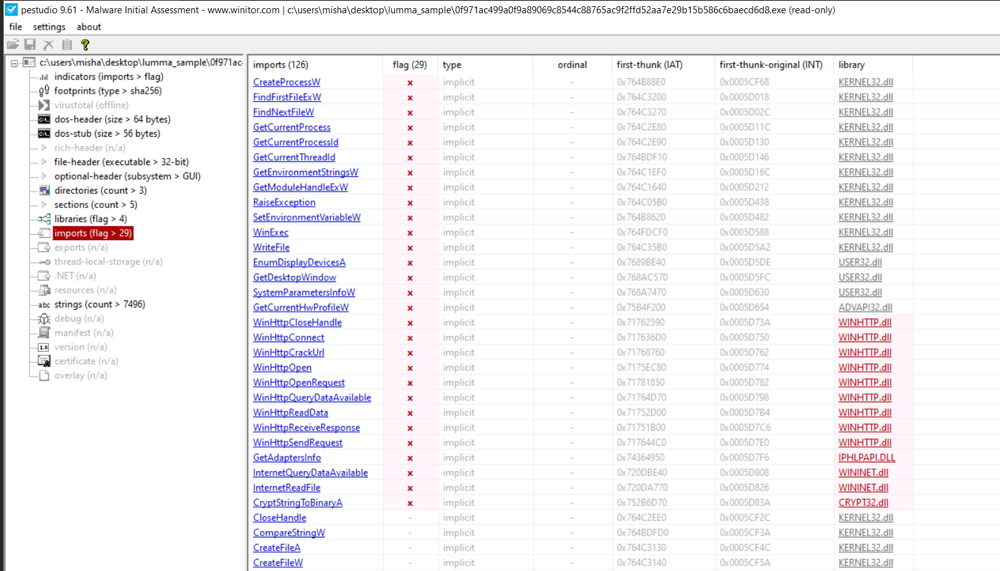 pestudio 9.61 - Malware Initial Assessment - www.winitor.com | c:\users\misha\desktop\lumma_sample\0f971ac499a0f9a89069c8544c88765ac9f2ffd52aa7e29b15b586c6baecd6d8.exe (read-only)
file settings about
c:\users\misha\desktop\lumma_sample\0f971ac
indicators (imports > flag)
footprints (type > sha256)
virustotal (offline)
dos-header (size > 64 bytes)
dos-stub (size > 56 bytes)
rich-header (n/a)
file-header (executable > 32-bit)
optional-header (subsystem > GUI)
directories (count > 3)
sections (count > 5)
libraries (flag > 4)
imports (flag > 29)
exports (n/a)
thread-local-storage (n/a)
.NET (n/a)
resources (n/a)
abc strings (count > 7496)
debug (n/a)
manifest (n/a)
1.0 version (n/a)
certificate (n/a)
overlay (n/a)
imports (126) flag (29) type ordinal first-thunk (IAT) first-thunk-original (INT) library
CreateProcessW x implicit - 0x764B88E0 0x0005CF68 KERNEL32.dll
FindFirstFileExW x implicit - 0x764C3200 0x0005D018 KERNEL32.dll
FindNextFileW x implicit - 0x764C3270 0x0005D02C KERNEL32.dll
GetCurrentProcess x implicit - 0x764C2E80 0x0005D11C KERNEL32.dll
GetCurrentProcessId x implicit - 0x764C2E90 0x0005D130 KERNEL32.dll
GetCurrentThreadId x implicit - 0x764BDF10 0x0005D146 KERNEL32.dll
GetEnvironmentStringsW x implicit - 0x764C1EF0 0x0005D16C KERNEL32.dll
GetModuleHandleExW x implicit - 0x764C1640 0x0005D212 KERNEL32.dll
RaiseException x implicit - 0x764C05B0 0x0005D438 KERNEL32.dll
SetEnvironmentVariableW x implicit - 0x764B8620 0x0005D482 KERNEL32.dll
WinExec x implicit - 0x764FDCF0 0x0005D588 KERNEL32.dll
WriteFile x implicit - 0x764C35B0 0x0005D5A2 KERNEL32.dll
EnumDisplayDevicesA x implicit - 0x7689BE40 0x0005D5DE USER32.dll
GetDesktopWindow x implicit - 0x768AC570 0x0005D5FC USER32.dll
SystemParametersInfoW x implicit - 0x768A7470 0x0005D630 USER32.dll
GetCurrentHwProfileW x implicit - 0x75B4F200 0x0005D654 ADVAPI32.dll
WinHttpCloseHandle x implicit - 0x71762590 0x0005D73A WINHTTP.dll
WinHttpConnect x implicit - 0x717636D0 0x0005D750 WINHTTP.dll
WinHttpCrackUrl x implicit - 0x71768760 0x0005D762 WINHTTP.dll
WinHttpOpen x implicit - 0x7175EC80 0x0005D774 WINHTTP.dll
WinHttpOpenRequest x implicit - 0x71781850 0x0005D782 WINHTTP.dll
WinHttpQueryDataAvailable x implicit - 0x71764D70 0x0005D798 WINHTTP.dll
WinHttpReadData x implicit - 0x71752D00 0x0005D7B4 WINHTTP.dll
WinHttpReceiveResponse x implicit - 0x71751B00 0x0005D7C6 WINHTTP.dll
WinHttpSendRequest x implicit - 0x717644C0 0x0005D7E0 WINHTTP.dll
GetAdaptersInfo x implicit - 0x74364950 0x0005D7F6 IPHLPAPI.DLL
InternetQueryDataAvailable x implicit - 0x720DBE40 0x0005D808 WININET.dll
InternetReadFile x implicit - 0x720DA770 0x0005D826 WININET.dll
CryptStringToBinaryA x implicit - 0x752B6D70 0x0005D83A CRYPT32.dll
CloseHandle - implicit - 0x764C2EE0 0x0005CF2C KERNEL32.dll
CompareStringW - implicit - 0x764BDFD0 0x0005CF3A KERNEL32.dll
CreateFileA - implicit - 0x764C3130 0x0005CF4C KERNEL32.dll
CreateFileW - implicit - 0x764C3140 0x0005CF5A KERNEL32.dll